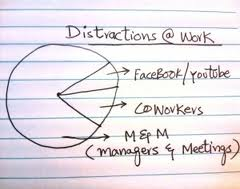 Distractions @ Work
FaceBook/Youtube
CoWorkers
M & M
(Managers & Meetings)